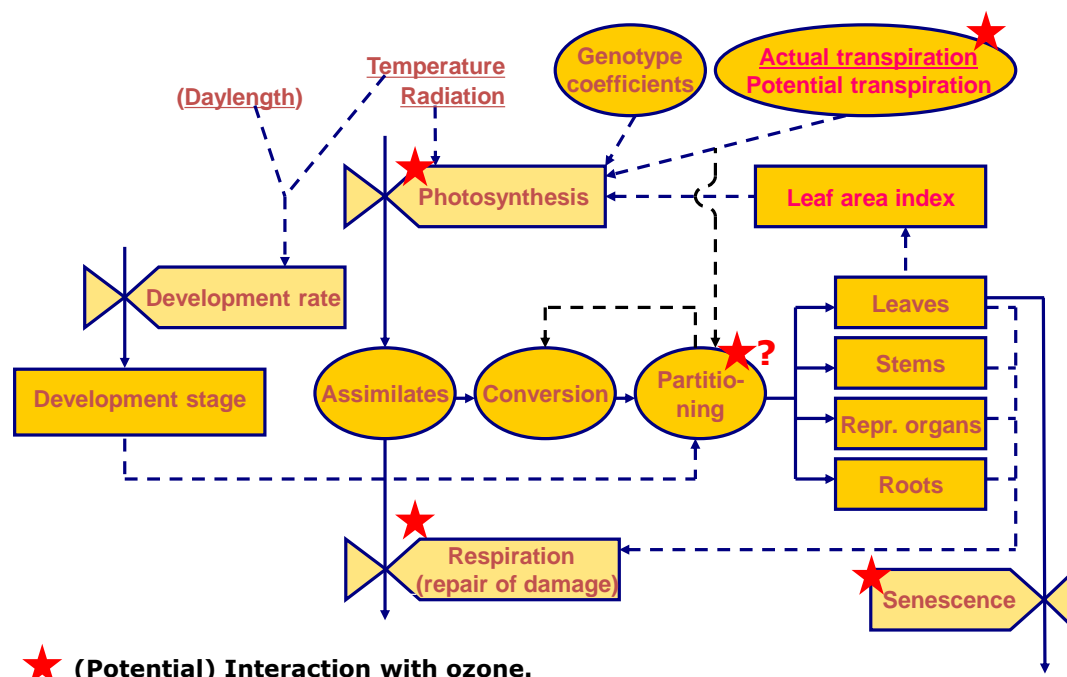 Genotype
coefficients
Actual transpiration
Potential transpiration
Temperature
Radiation
(Daylength)
Photosynthesis
Leaf area index
Development rate
Leaves
?
Stems
Assimilates
Conversion
Partitio-
ning
Development stage
Repr. organs
Roots
Respiration
(repair of damage)
Senescence
(Potential) Interaction with ozone.